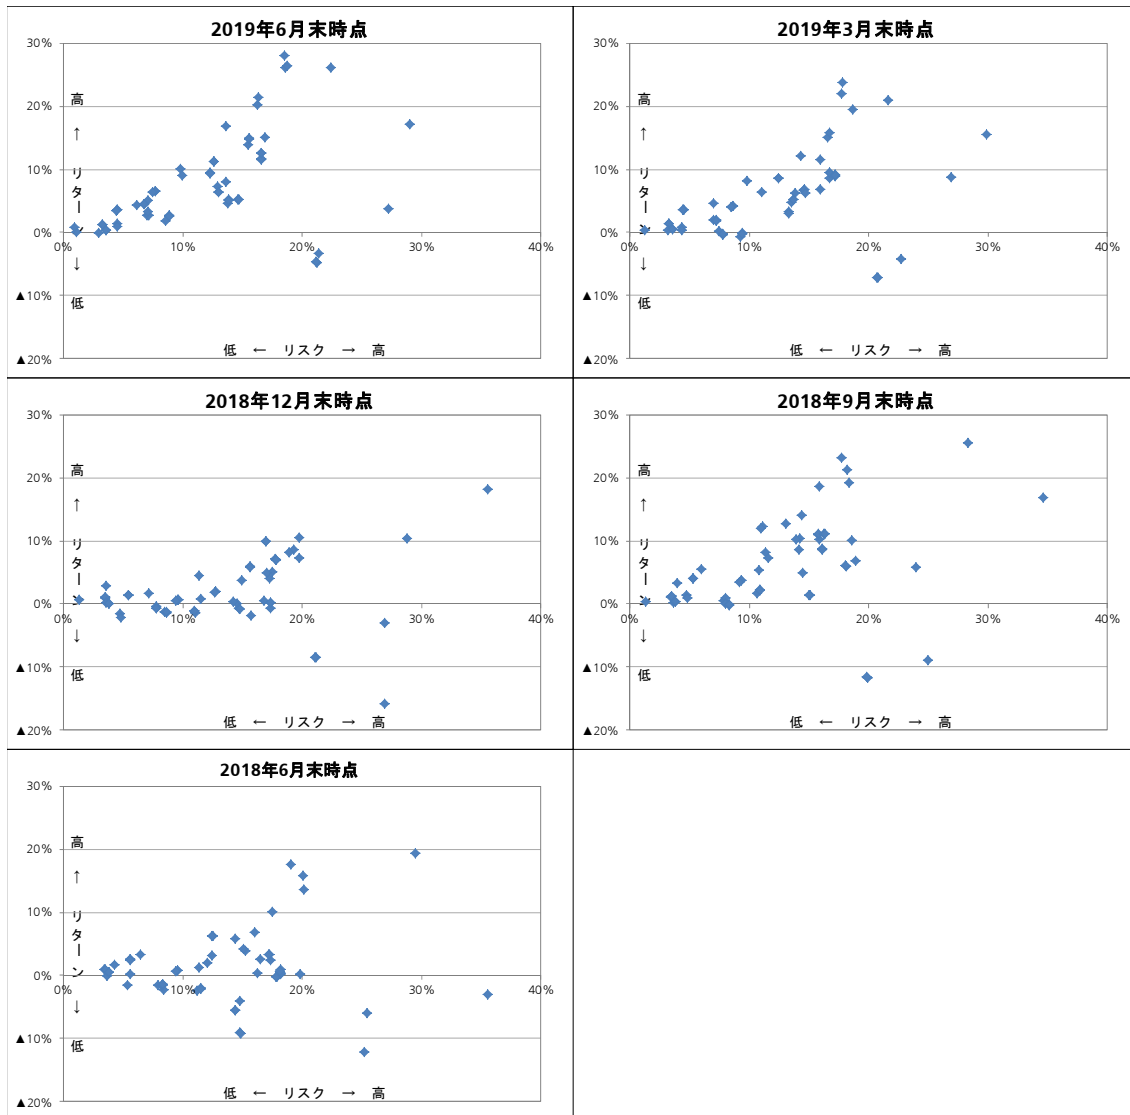 2019年6月末時点
30%
20%
10%
0%
▲10%
▲20%
0%
10%
20%
30%
40%
高
↑
リターン
↓
低
低 ← リスク → 高
2019年3月末時点
30%
20%
10%
0%
▲10%
▲20%
0%
10%
20%
30%
40%
高
↑
リターン
↓
低
低 ← リスク → 高
2018年12月末時点
30%
20%
10%
0%
▲10%
▲20%
0%
10%
20%
30%
40%
高
↑
リターン
↓
低
低 ← リスク → 高
2018年9月末時点
30%
20%
10%
0%
▲10%
▲20%
0%
10%
20%
30%
40%
高
↑
リターン
↓
低
低 ← リスク → 高
2018年6月末時点
30%
20%
10%
0%
▲10%
▲20%
0%
10%
20%
30%
40%
高
↑
リターン
↓
低
低 ← リスク → 高